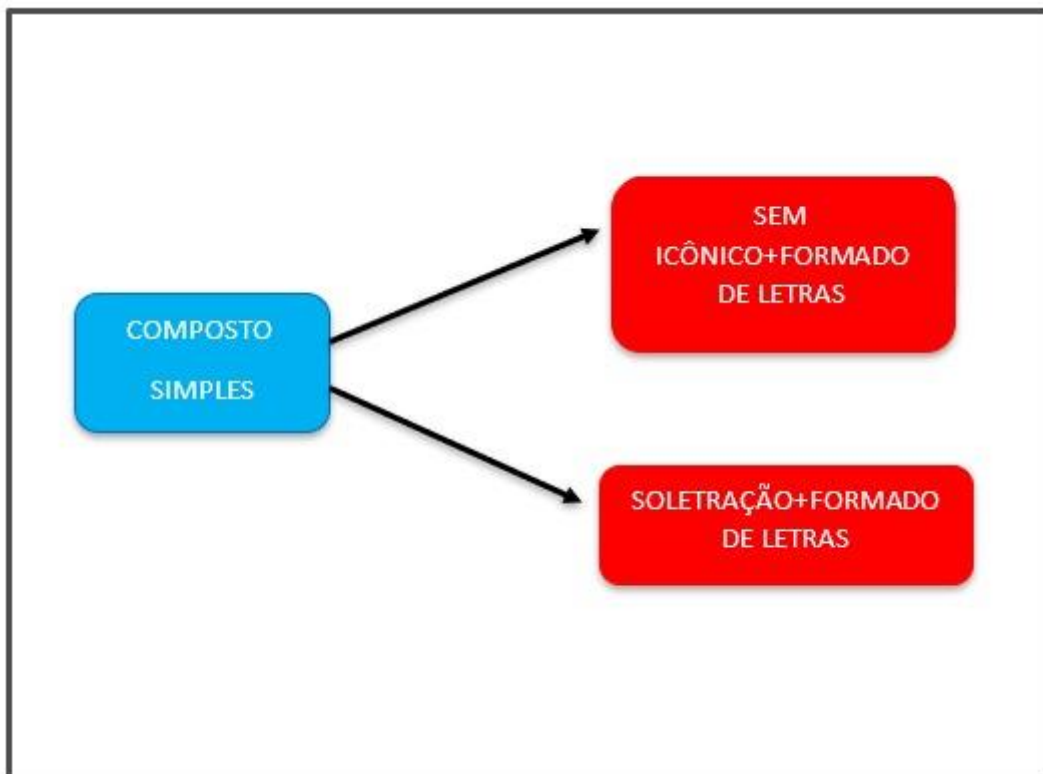 COMPOSTO
SIMPLES
SEM
ICÔNICO+FORMADO
DE LETRAS
SOLETRAÇÃO+FORMADO
DE LETRAS